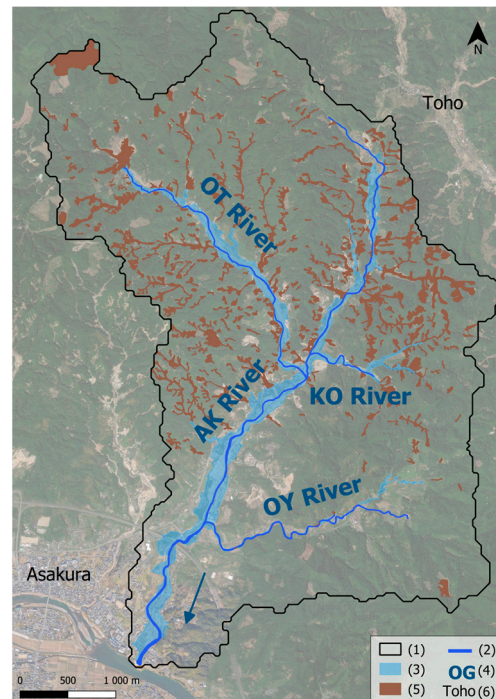 N
Toho
OT River
AK River
KO River
OY River
Asakura
0 500 1 000 m
(1) (2)
(3) OG (4)
(5) Toho (6)